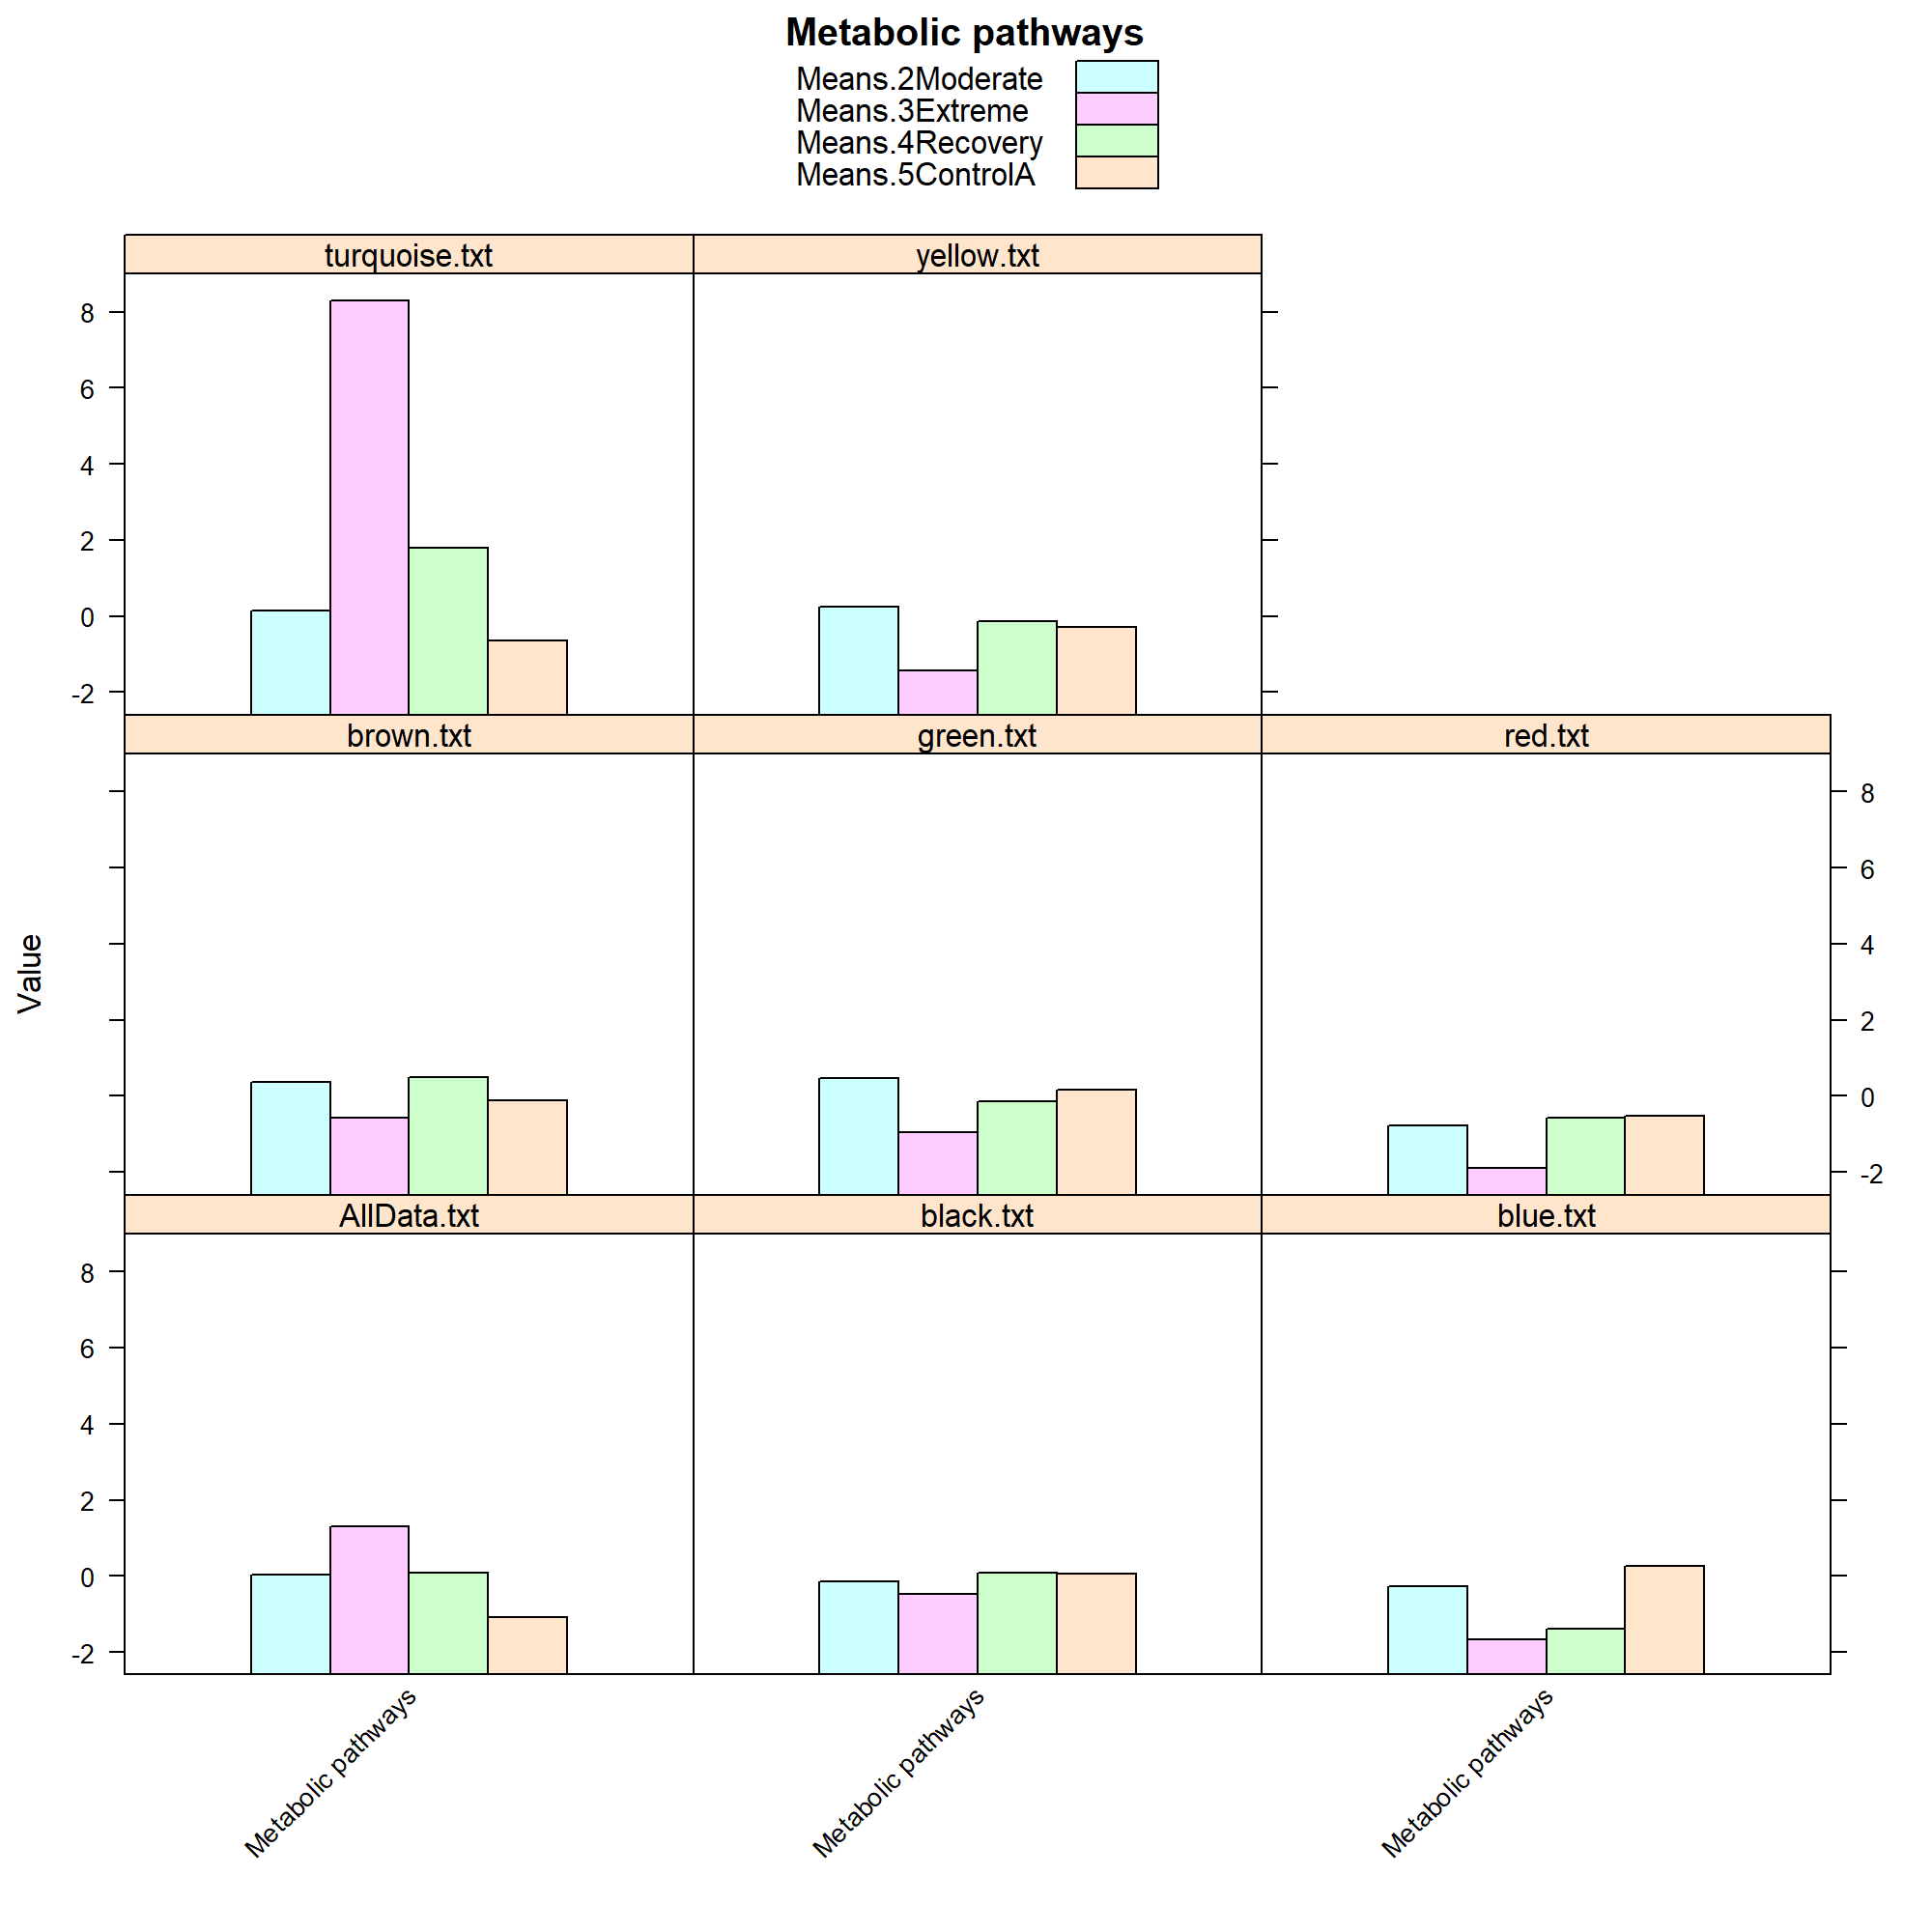 Metabolic pathways
Means.2Moderate
Means.3Extreme
Means.4Recovery
Means.5ControlA
turquoise.txt yellow.txt
8
6
4
2
0
-2
brown.txt green.txt red.txt
8
6
4
2
0
-2
Value
AllData.txt black.txt blue.txt
8
6
4
2
0
-2
Metabolic pathways Metabolic pathways Metabolic pathways